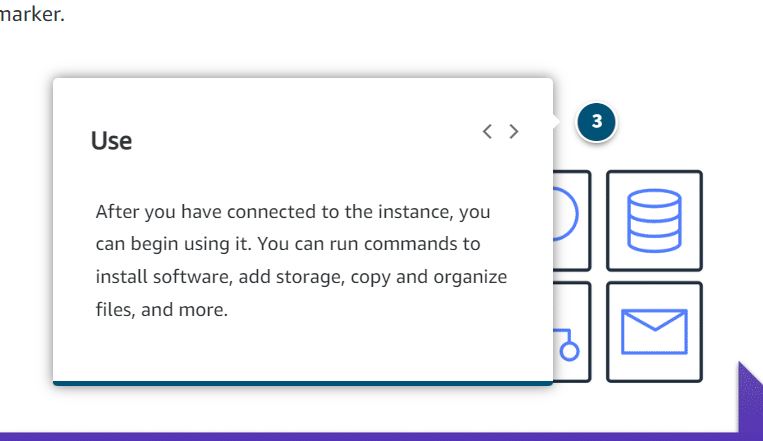 marker.
3
Use
After you have connected to the instance, you
can begin using it. You can run commands to
install software, add storage, copy and organize
files, and more.